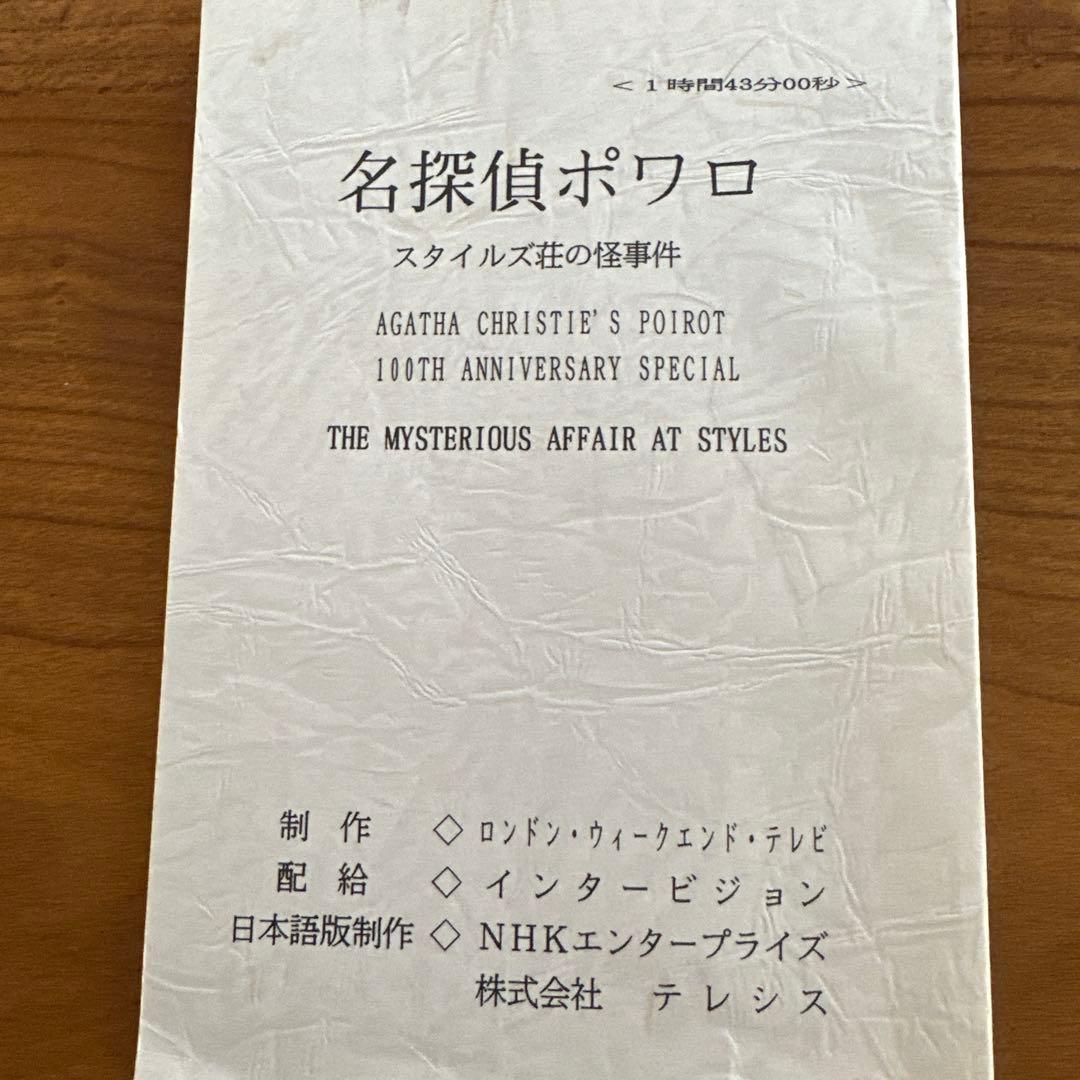 < 1時間43分00秒 >
名探偵ポワロ
スタイルズ荘の怪事件
AGATHA CHRISTIE'S POIROT
100TH ANNIVERSARY SPECIAL
THE MYSTERIOUS AFFAIR AT STYLES
制 作 ◇ ロンドン・ウィークエンド・テレビ
配 給 ◇ インタービジョン
日本語版制作 ◇ NHKエンタープライズ
株式会社 テレシス